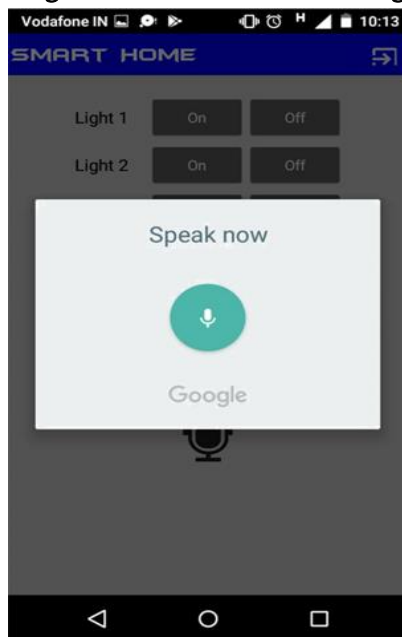 Vodafone IN H 10:13
SMART HOME
Light 1 On Off
Light 2 On Off
Speak now
Google